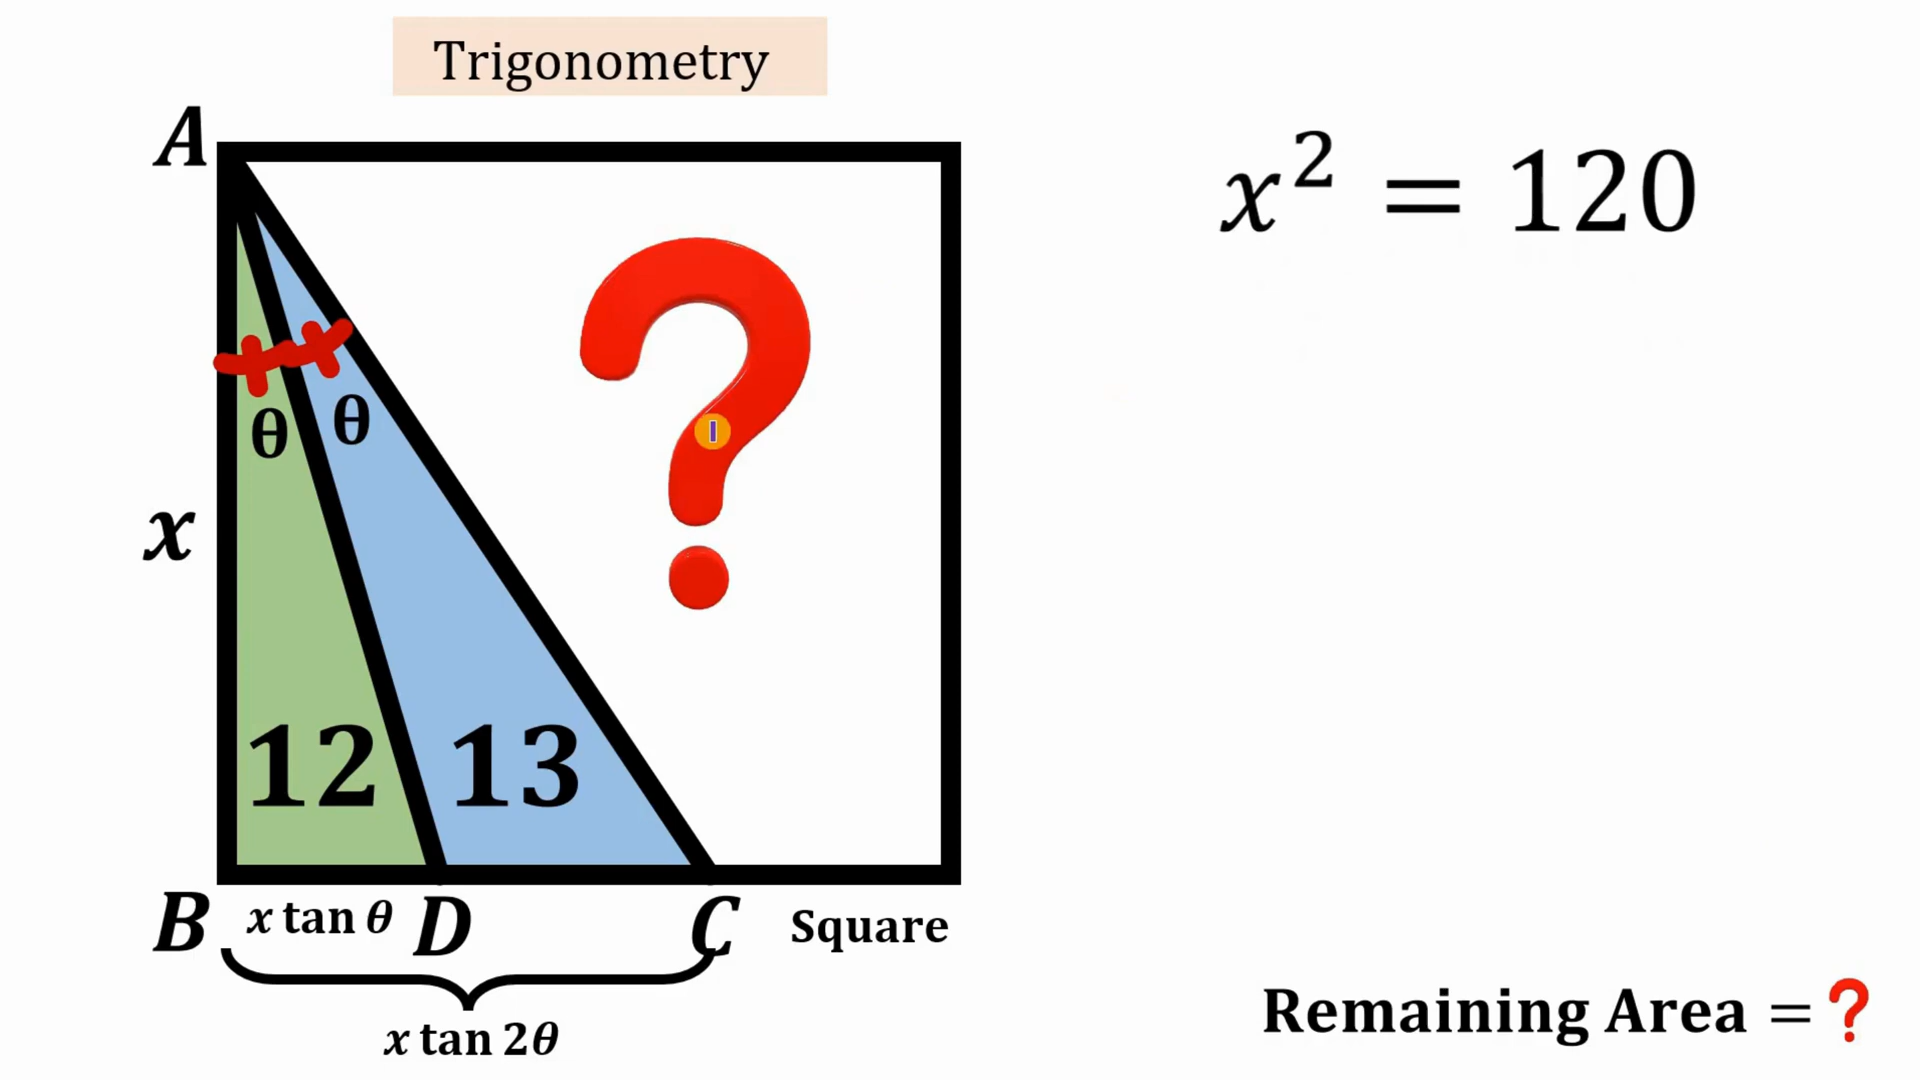 Trigonometry
A
x² = 120
θ θ
x
12 13
B x tan θ D C Square
x tan 2θ
Remaining Area = ?